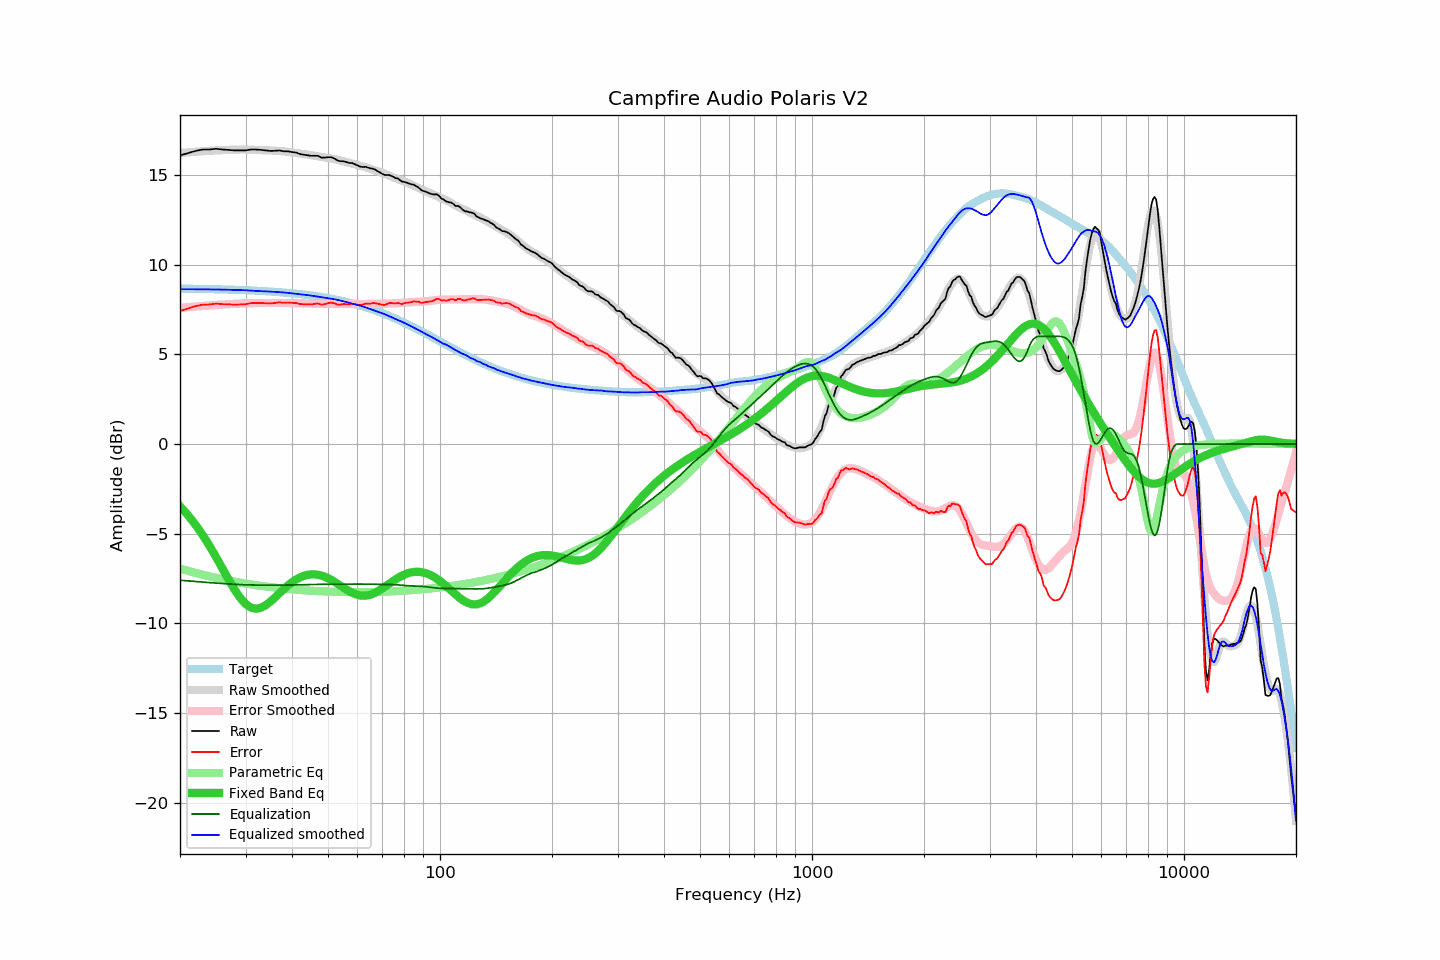 Campfire Audio Polaris V2
15
10
5
0
−5
−10
−15
−20
Amplitude (dBr)
Target
Raw Smoothed
Error Smoothed
Raw
Error
Parametric Eq
Fixed Band Eq
Equalization
Equalized smoothed
100 1000 10000
Frequency (Hz)